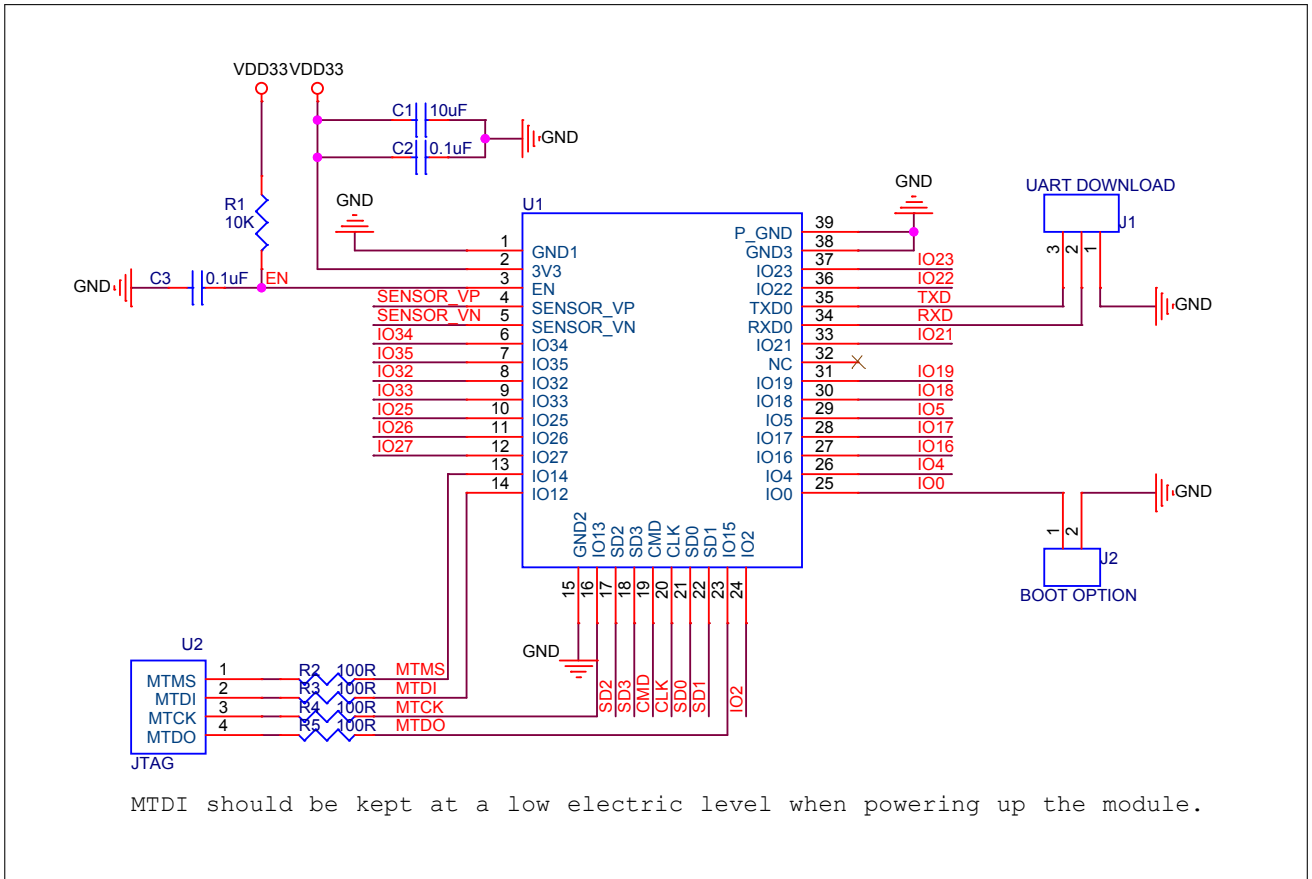 VDD33 VDD33
C1 10uF
C2 0.1uF
GND
R1
10K
GND
C3 0.1uF
EN
GND
U1
1 GND1
2 3V3
3 EN
SENSOR_VP 4 SENSOR_VP
SENSOR_VN 5 SENSOR_VN
IO34 6 IO34
IO35 7 IO35
IO32 8 IO32
IO33 9 IO33
IO25 10 IO25
IO26 11 IO26
IO27 12 IO27
13 IO14
14 IO12
GND
P_GND 39
GND3 38
IO23 37 IO23
IO22 36 IO22
TXD0 35 TXD
RXD0 34 RXD
IO21 33 IO21
NC 32
IO19 31 IO19
IO18 30 IO18
IO5 29 IO5
IO17 28 IO17
IO16 27 IO16
IO4 26 IO4
IO0 25 IO0
UART DOWNLOAD
J1
3 2 1
GND
GND
1 2
J2
BOOT OPTION
GND2 IO13 SD2 SD3 CMD CLK SD0 SD1 IO15 IO2
15 16 17 18 19 20 21 22 23 24
GND
SD2 SD3 CMD CLK SD0 SD1 IO2
U2
MTMS 1 R2 100R MTMS
MTDI 2 R3 100R MTDI
MTCK 3 R4 100R MTCK
MTDO 4 R5 100R MTDO
JTAG
MTDI should be kept at a low electric level when powering up the module.